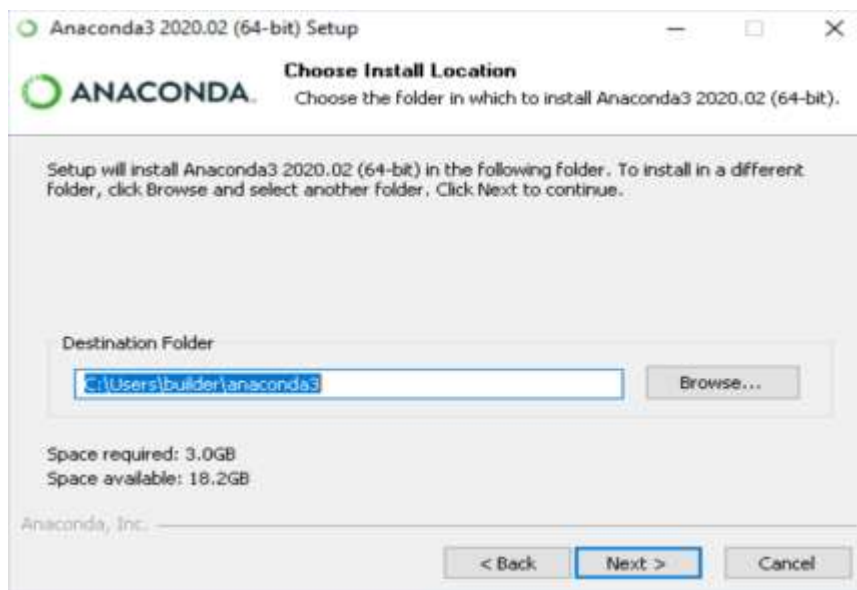 Anaconda3 2020.02 (64-bit) Setup
ANACONDA.
Choose Install Location
Choose the folder in which to install Anaconda3 2020.02 (64-bit).
Setup will install Anaconda3 2020.02 (64-bit) in the following folder. To install in a different
folder, click Browse and select another folder. Click Next to continue.
Destination Folder
C:\Users\builder\anaconda3
Browse...
Space required: 3.0GB
Space available: 18.2GB
Anaconda, Inc.
< Back Next > Cancel